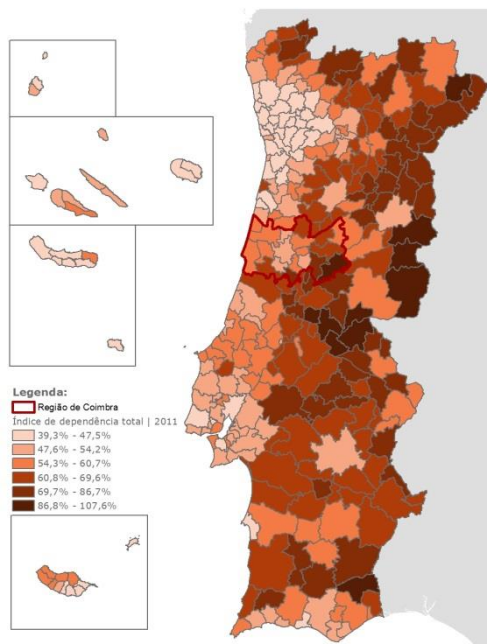 Legenda:
Região de Coimbra
Índice de dependência total | 2011
39,3% - 47,5%
47,6% - 54,2%
54,3% - 60,7%
60,8% - 69,6%
69,7% - 86,7%
86,8% - 107,6%